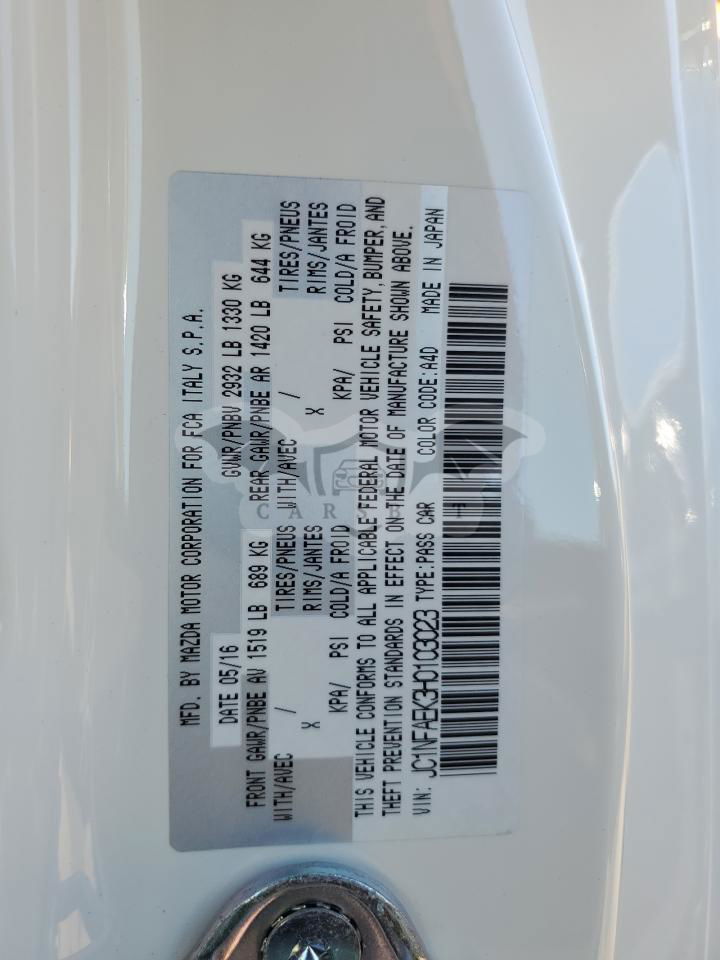 MFD. BY MAZDA MOTOR CORPORATION FOR FCA ITALY S.P.A.
DATE 05/16 GVWR/PNBV 2932 LB 1330 KG
FRONT GAWR/PNBE AV 1519 LB 689 KG REAR GAWR/PNBE AR 1420 LB 644 KG
WITH/AVEC / TIRES/PNEUS WITH/AVEC / TIRES/PNEUS
X RIMS/JANTES X RIMS/JANTES
KPA/ PSI COLD/A FROID KPA/ PSI COLD/A FROID
THIS VEHICLE CONFORMS TO ALL APPLICABLE FEDERAL MOTOR VEHICLE SAFETY, BUMPER, AND
THEFT PREVENTION STANDARDS IN EFFECT ON THE DATE OF MANUFACTURE SHOWN ABOVE.
VIN: JC1NFAEK3H0103023 TYPE:PASS CAR COLOR CODE:A4D MADE IN JAPAN